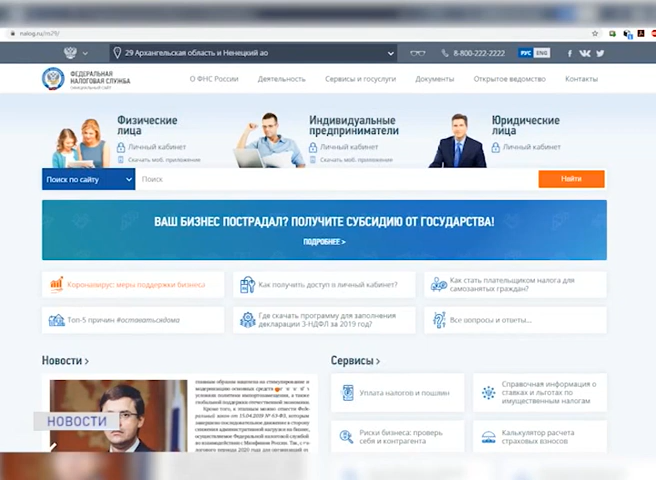 nalog.ru/rn29/
29 Архангельская область и Ненецкий ао
8-800-222-2222
РУС ENG
ФЕДЕРАЛЬНАЯ
НАЛОГОВАЯ СЛУЖБА
ОФИЦИАЛЬНЫЙ САЙТ
О ФНС России
Деятельность
Сервисы и госуслуги
Документы
Открытое ведомство
Контакты
Физические
лица
Личный кабинет
Скачать моб. приложение
Индивидуальные
предприниматели
Личный кабинет
Скачать моб. приложение
Юридические
лица
Личный кабинет
Поиск по сайту
Поиск
Найти
ВАШ БИЗНЕС ПОСТРАДАЛ? ПОЛУЧИТЕ СУБСИДИЮ ОТ ГОСУДАРСТВА!
ПОДРОБНЕЕ >
Коронавирус: меры поддержки бизнеса
Как получить доступ в личный кабинет?
Как стать плательщиком налога для
самозанятых граждан?
Топ-5 причин #оставатьсядома
Где скачать программу для заполнения
декларации 3-НДФЛ за 2019 год?
Все вопросы и ответы...
Новости >
Сервисы >
Уплата налогов и пошлин
Справочная информация о
ставках и льготах по
имущественным налогам
Риски бизнеса: проверь
себя и контрагента
Калькулятор расчета
страховых взносов
НОВОСТИ